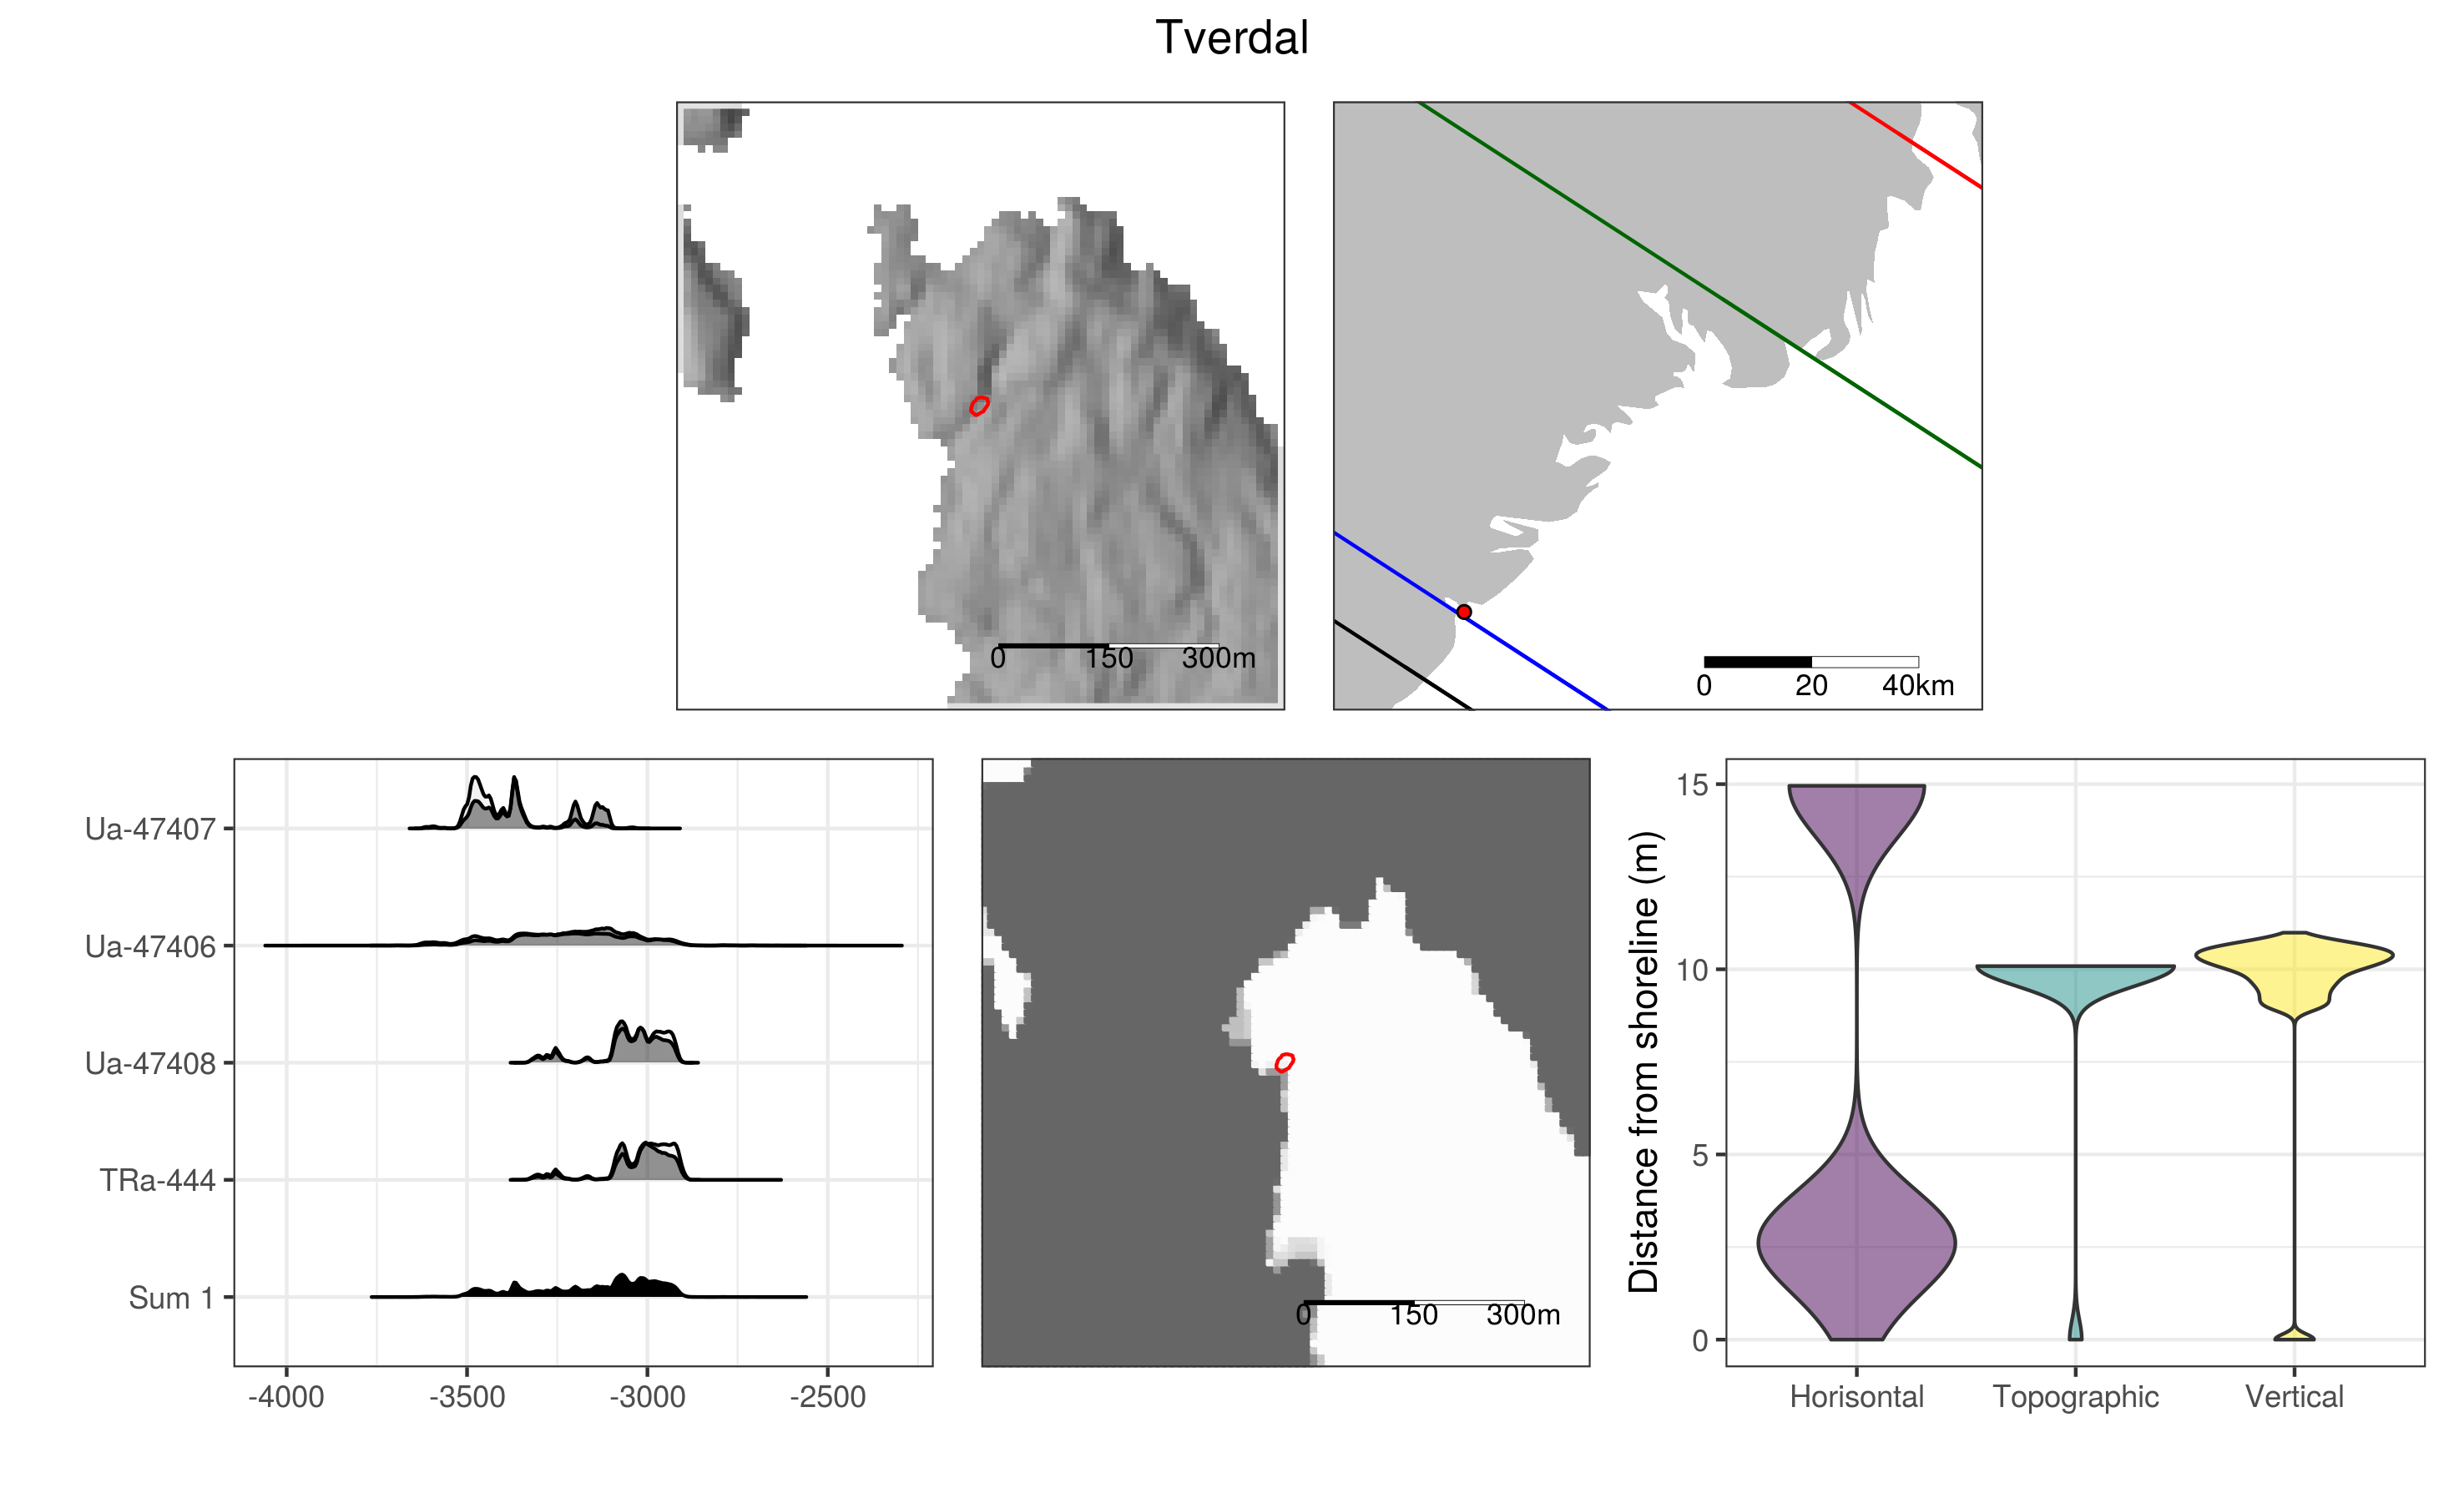 Tverdal
0 150 300m
0 20 40km
Ua-47407
Ua-47406
Ua-47408
TRa-444
Sum 1
-4000 -3500 -3000 -2500
0 150 300m
Distance from shoreline (m)
15
10
5
0
Horisontal Topographic Vertical